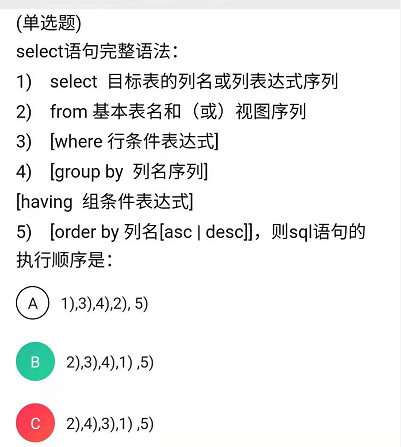 (单选题)
select语句完整语法：
1) select 目标表的列名或列表达式序列
2) from 基本表名和（或）视图序列
3) [where 行条件表达式]
4) [group by 列名序列]
[having 组条件表达式]
5) [order by 列名[asc | desc]]，则sql语句的
执行顺序是：
A 1),3),4),2), 5)
B 2),3),4),1) ,5)
C 2),4),3),1) ,5)